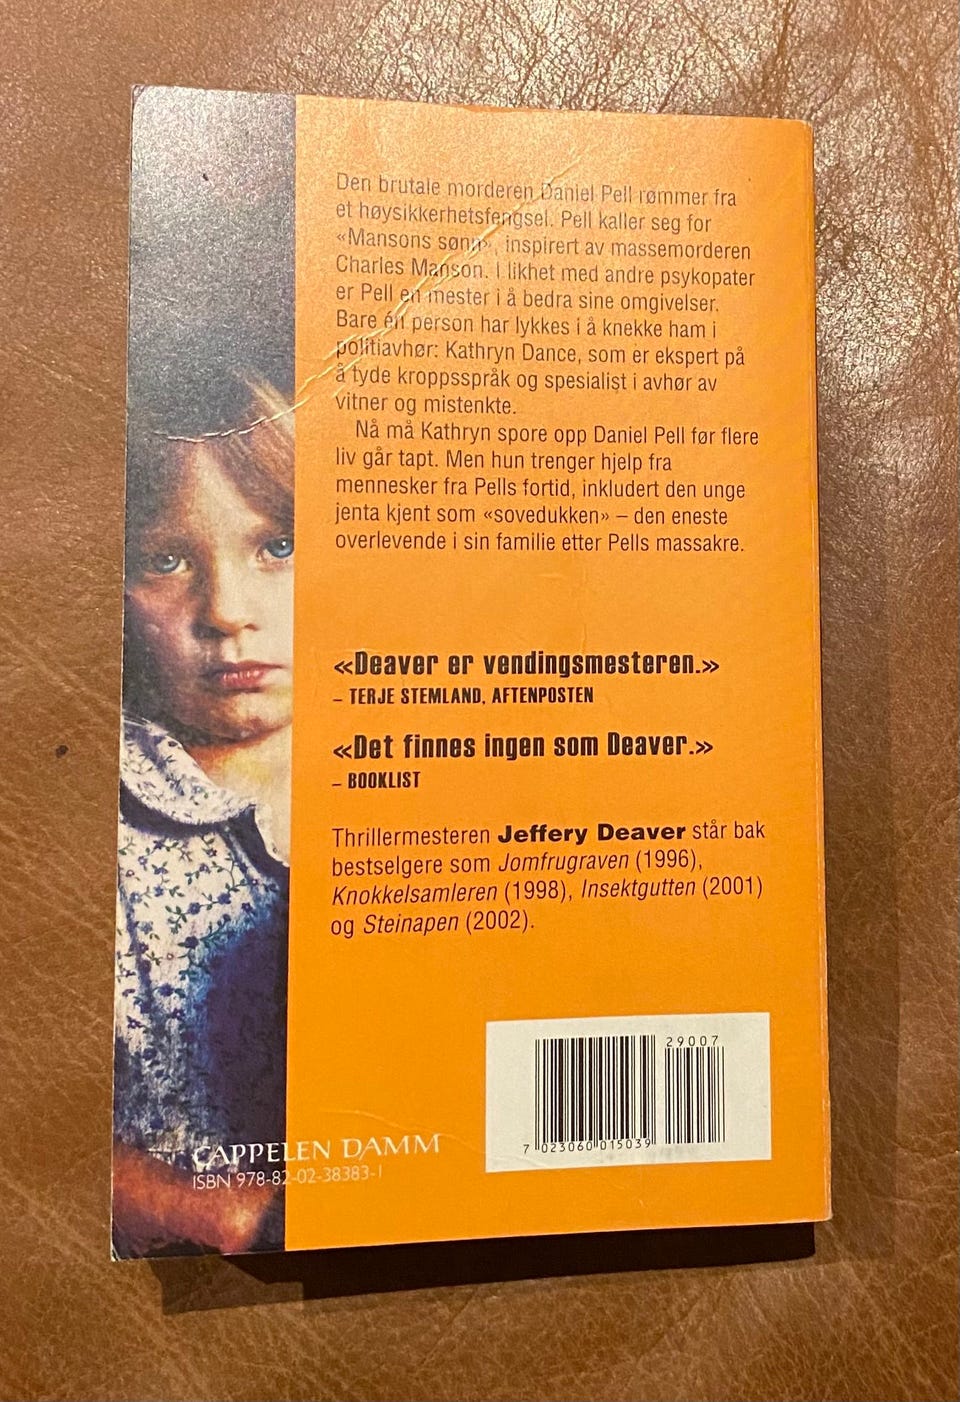 Den brutale morderen Daniel Pell rømmer fra
et høysikkerhetsfengsel. Pell kaller seg for
«Mansons sønn», inspirert av massemorderen
Charles Manson. I likhet med andre psykopater
er Pell en mester i å bedra sine omgivelser.
Bare én person har lykkes i å knekke ham i
politiavhør: Kathryn Dance, som er ekspert på
å tyde kroppsspråk og spesialist i avhør av
vitner og mistenkte.
Nå må Kathryn spore opp Daniel Pell før flere
liv går tapt. Men hun trenger hjelp fra
mennesker fra Pells fortid, inkludert den unge
jenta kjent som «sovedukken» – den eneste
overlevende i sin familie etter Pells massakre.
«Deaver er vendingsmesteren.»
– TERJE STEMLAND, AFTENPOSTEN
«Det finnes ingen som Deaver.»
– BOOKLIST
Thrillermesteren Jeffery Deaver står bak
bestselgere som Jomfrugraven (1996),
Knokkelsamleren (1998), Insektgutten (2001)
og Steinapen (2002).
29007
7 023060 015039
CAPPELEN DAMM
ISBN 978-82-02-38383-1